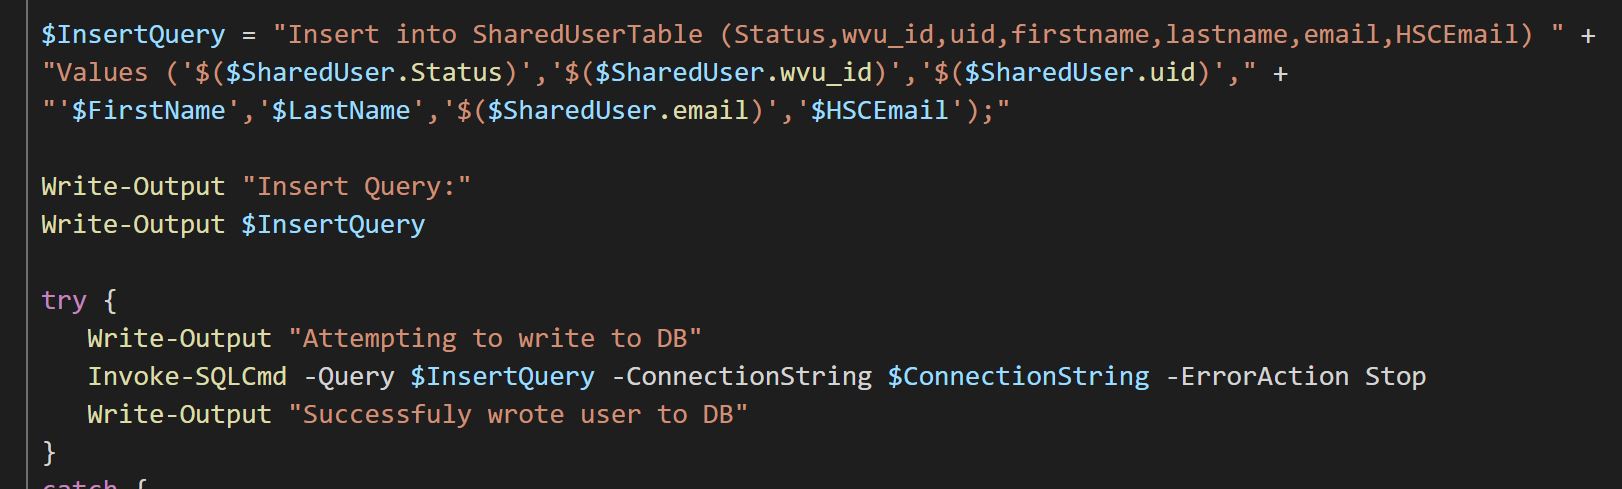 $InsertQuery = "Insert into SharedUserTable (Status,wvu_id,uid,firstname,lastname,email,HSCEmail) " +
"Values ('$($SharedUser.Status)','$($SharedUser.wvu_id)','$($SharedUser.uid)'," +
"'$FirstName','$LastName','$($SharedUser.email)','$HSCEmail');"
Write-Output "Insert Query:"
Write-Output $InsertQuery
try {
Write-Output "Attempting to write to DB"
Invoke-SQLCmd -Query $InsertQuery -ConnectionString $ConnectionString -ErrorAction Stop
Write-Output "Successfuly wrote user to DB"
}
catch {